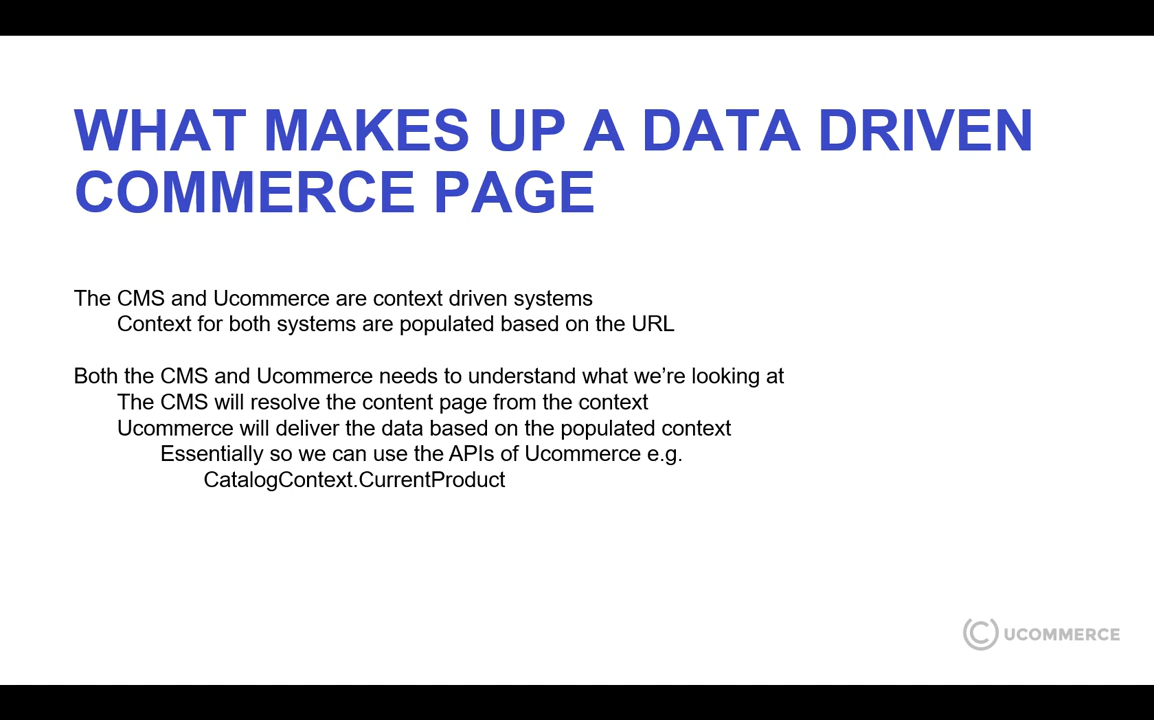 WHAT MAKES UP A DATA DRIVEN
COMMERCE PAGE
The CMS and Ucommerce are context driven systems
Context for both systems are populated based on the URL
Both the CMS and Ucommerce needs to understand what we’re looking at
The CMS will resolve the content page from the context
Ucommerce will deliver the data based on the populated context
Essentially so we can use the APIs of Ucommerce e.g.
CatalogContext.CurrentProduct
UCOMMERCE